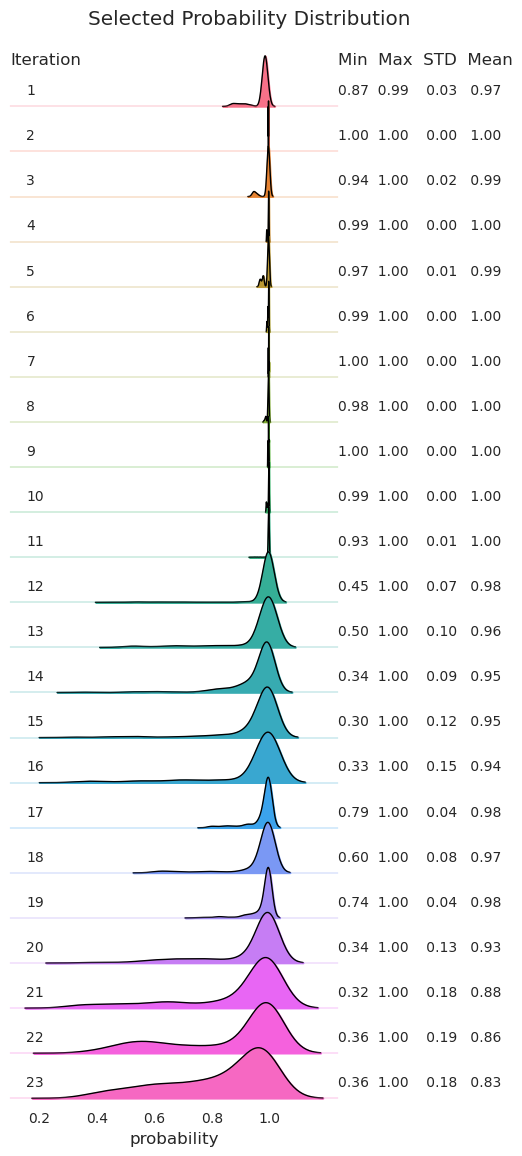 Selected Probability Distribution
Iteration Min Max STD Mean
1 0.87 0.99 0.03 0.97
2 1.00 1.00 0.00 1.00
3 0.94 1.00 0.02 0.99
4 0.99 1.00 0.00 1.00
5 0.97 1.00 0.01 0.99
6 0.99 1.00 0.00 1.00
7 1.00 1.00 0.00 1.00
8 0.98 1.00 0.00 1.00
9 1.00 1.00 0.00 1.00
10 0.99 1.00 0.00 1.00
11 0.93 1.00 0.01 1.00
12 0.45 1.00 0.07 0.98
13 0.50 1.00 0.10 0.96
14 0.34 1.00 0.09 0.95
15 0.30 1.00 0.12 0.95
16 0.33 1.00 0.15 0.94
17 0.79 1.00 0.04 0.98
18 0.60 1.00 0.08 0.97
19 0.74 1.00 0.04 0.98
20 0.34 1.00 0.13 0.93
21 0.32 1.00 0.18 0.88
22 0.36 1.00 0.19 0.86
23 0.36 1.00 0.18 0.83
0.2 0.4 0.6 0.8 1.0
probability